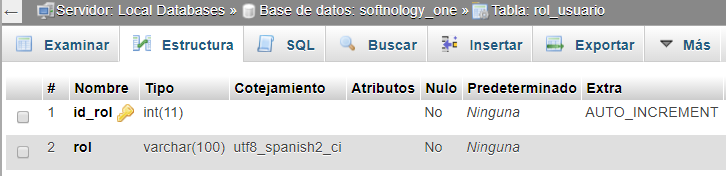 Servidor: Local Databases » Base de datos: softnology_one » Tabla: rol_usuario
Examinar Estructura SQL Buscar Insertar Exportar Más
# Nombre Tipo Cotejamiento Atributos Nulo Predeterminado Extra
1 id_rol int(11) No Ninguna AUTO_INCREMENT
2 rol varchar(100) utf8_spanish2_ci No Ninguna